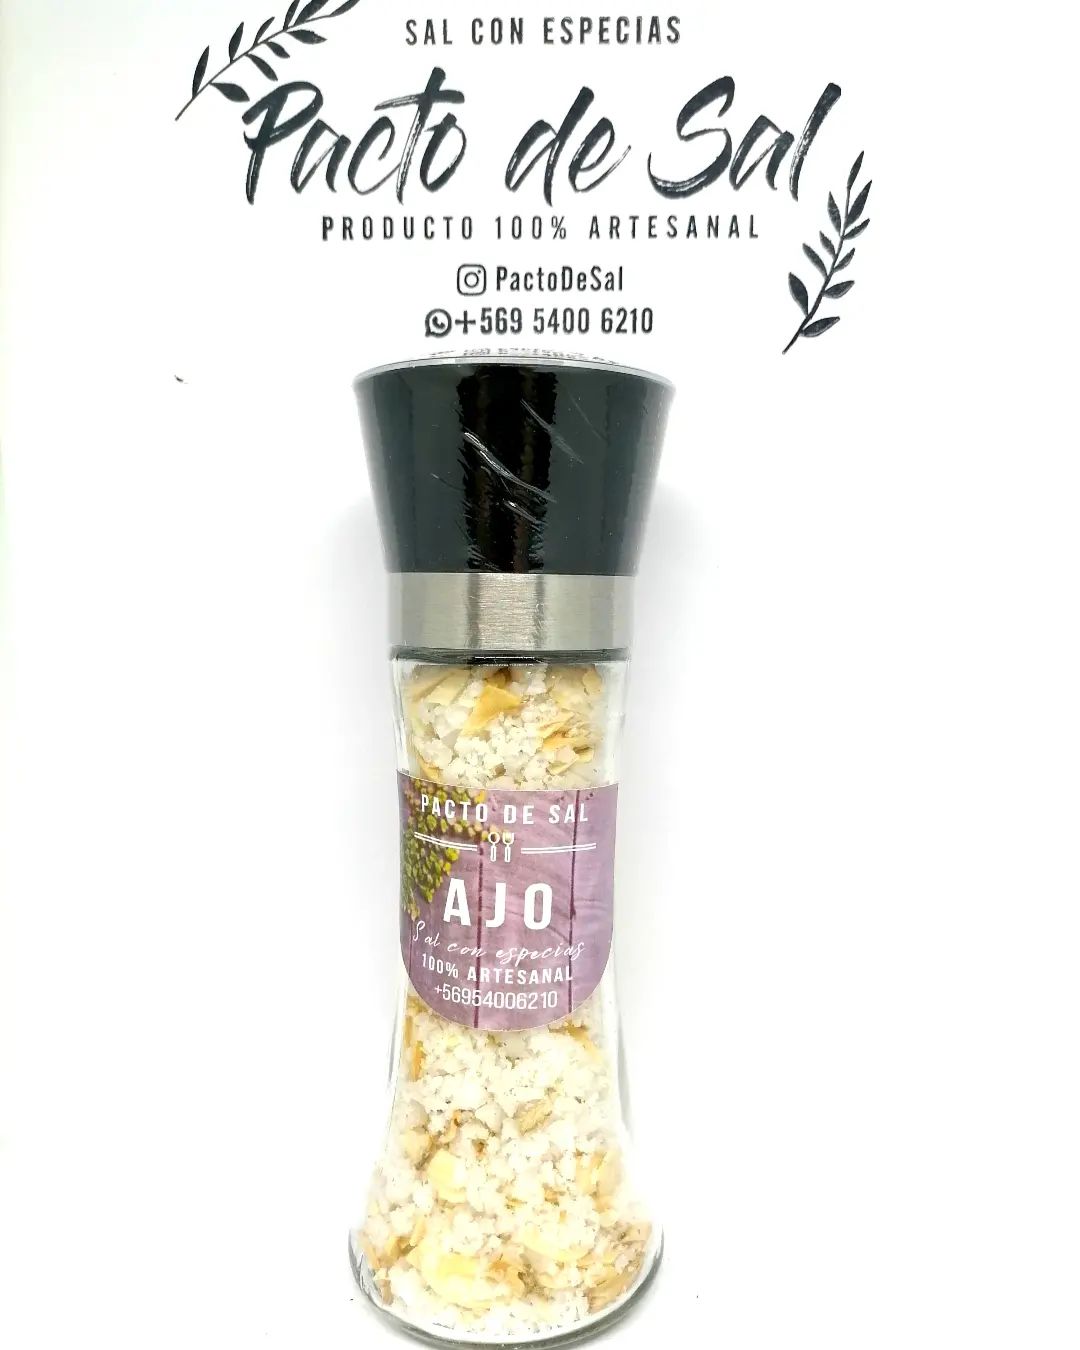 SAL CON ESPECIAS
Pacto de Sal
PRODUCTO 100% ARTESANAL
PactoDeSal
+569 5400 6210
PACTO DE SAL
AJO
Sal con especias
100% ARTESANAL
+56954006210